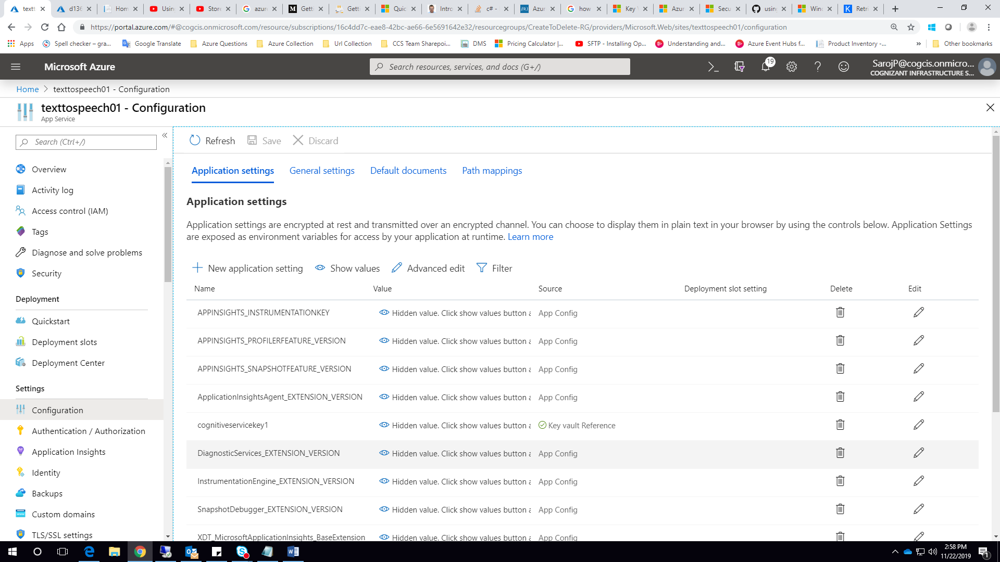 textt
d136
Hom
Using
Store
azure
Getti
Getti
Quic
Intro
c# -
Azur
how
Key V
Azur
Secu
using
Winc
Retri
https://portal.azure.com/#@cogcis.onmicrosoft.com/resource/subscriptions/16c4dd7c-eae8-42bc-ae66-6e5691642e32/resourcegroups/CreateToDelete-RG/providers/Microsoft.Web/sites/texttospeech01/configuration
Apps
Spell checker – gra...
Google Translate
Azure Questions
Azure Collection
Url Collection
CCS Team Sharepoi...
DMS
Pricing Calculator |...
SFTP - Installing Op...
Understanding and...
Azure Event Hubs f...
Product Inventory -...
»
Other bookmarks
Microsoft Azure
Search resources, services, and docs (G+/)
19
SarojP@cogcis.onmicro...
COGNIZANT INFRASTRUCTURE S...
Home > texttospeech01 - Configuration
texttospeech01 - Configuration
App Service
Search (Ctrl+/)
«
Overview
Activity log
Access control (IAM)
Tags
Diagnose and solve problems
Security
Deployment
Quickstart
Deployment slots
Deployment Center
Settings
Configuration
Authentication / Authorization
Application Insights
Identity
Backups
Custom domains
TLS/SSL settings
Refresh Save Discard
Application settings General settings Default documents Path mappings
Application settings
Application settings are encrypted at rest and transmitted over an encrypted channel. You can choose to display them in plain text in your browser by using the controls below. Application Settings
are exposed as environment variables for access by your application at runtime. Learn more
New application setting Show values Advanced edit Filter
Name Value Source Deployment slot setting Delete Edit
APPINSIGHTS_INSTRUMENTATIONKEY Hidden value. Click show values button a App Config
APPINSIGHTS_PROFILERFEATURE_VERSION Hidden value. Click show values button a App Config
APPINSIGHTS_SNAPSHOTFEATURE_VERSION Hidden value. Click show values button a App Config
ApplicationInsightsAgent_EXTENSION_VERSION Hidden value. Click show values button a App Config
cognitiveservicekey1 Hidden value. Click show values button a Key vault Reference
DiagnosticServices_EXTENSION_VERSION Hidden value. Click show values button a App Config
InstrumentationEngine_EXTENSION_VERSION Hidden value. Click show values button a App Config
SnapshotDebugger_EXTENSION_VERSION Hidden value. Click show values button a App Config
XDT_MicrosoftApplicationInsights_BaseExtension Hidden value. Click show values button a App Config
2:58 PM
11/22/2019
1